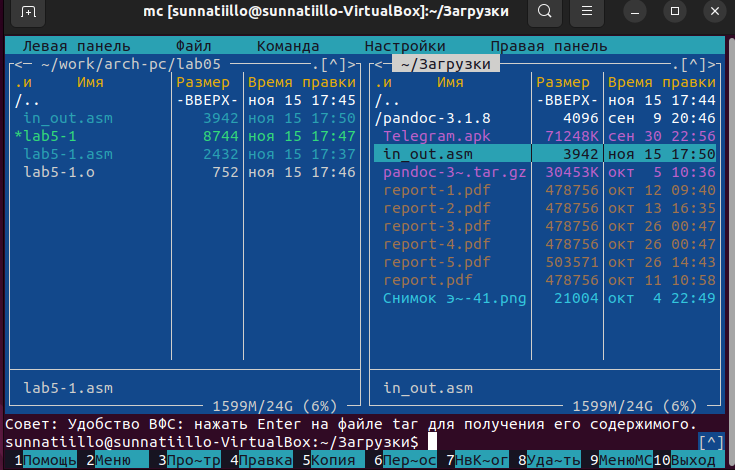 mc [sunnatiillo@sunnatiillo-VirtualBox]:~/Загрузки
Левая панель Файл Команда Настройки Правая панель
<─ ~/work/arch-pc/lab05 .[^]> <─ ~/Загрузки .[^]>
.и Имя Размер Время правки .и Имя Размер Время правки
/.. -ВВЕРХ- ноя 15 17:45 /.. -ВВЕРХ- ноя 15 17:44
in_out.asm 3942 ноя 15 17:50 /pandoc-3.1.8 4096 сен 9 20:46
*lab5-1 8744 ноя 15 17:47 Telegram.apk 71248K сен 30 22:56
lab5-1.asm 2432 ноя 15 17:37 in_out.asm 3942 ноя 15 17:50
lab5-1.o 752 ноя 15 17:46 pandoc-3~.tar.gz 30453K окт 5 10:36
report-1.pdf 478756 окт 12 09:40
report-2.pdf 478756 окт 13 16:35
report-3.pdf 478756 окт 26 00:47
report-4.pdf 478756 окт 26 00:47
report-5.pdf 503571 окт 26 14:43
report.pdf 478756 окт 11 10:58
Снимок э~-41.png 21004 окт 4 22:49
lab5-1.asm in_out.asm
1599M/24G (6%) 1599M/24G (6%)
Совет: Удобство ВФС: нажать Enter на файле tar для получения его содержимого.
sunnatiillo@sunnatiillo-VirtualBox:~/Загрузки$ [^]
1Помощь 2Меню 3Про~тр 4Правка 5Копия 6Пер~ос 7НвК~ог 8Уда~ть 9МенюMC 10Выход